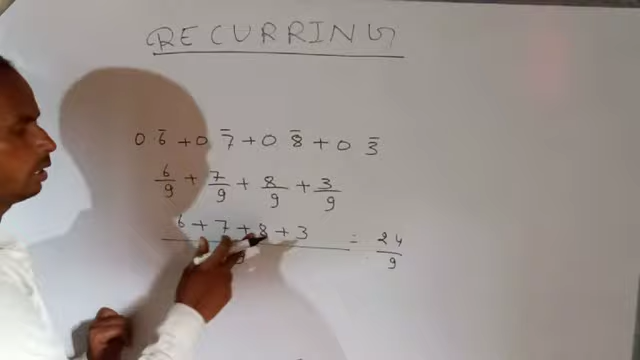 RECURRING
0.6̅ + 0.7̅ + 0.8̅ + 0.3̅
6/9 + 7/9 + 8/9 + 3/9
6+7+8+3/9 = 24/9